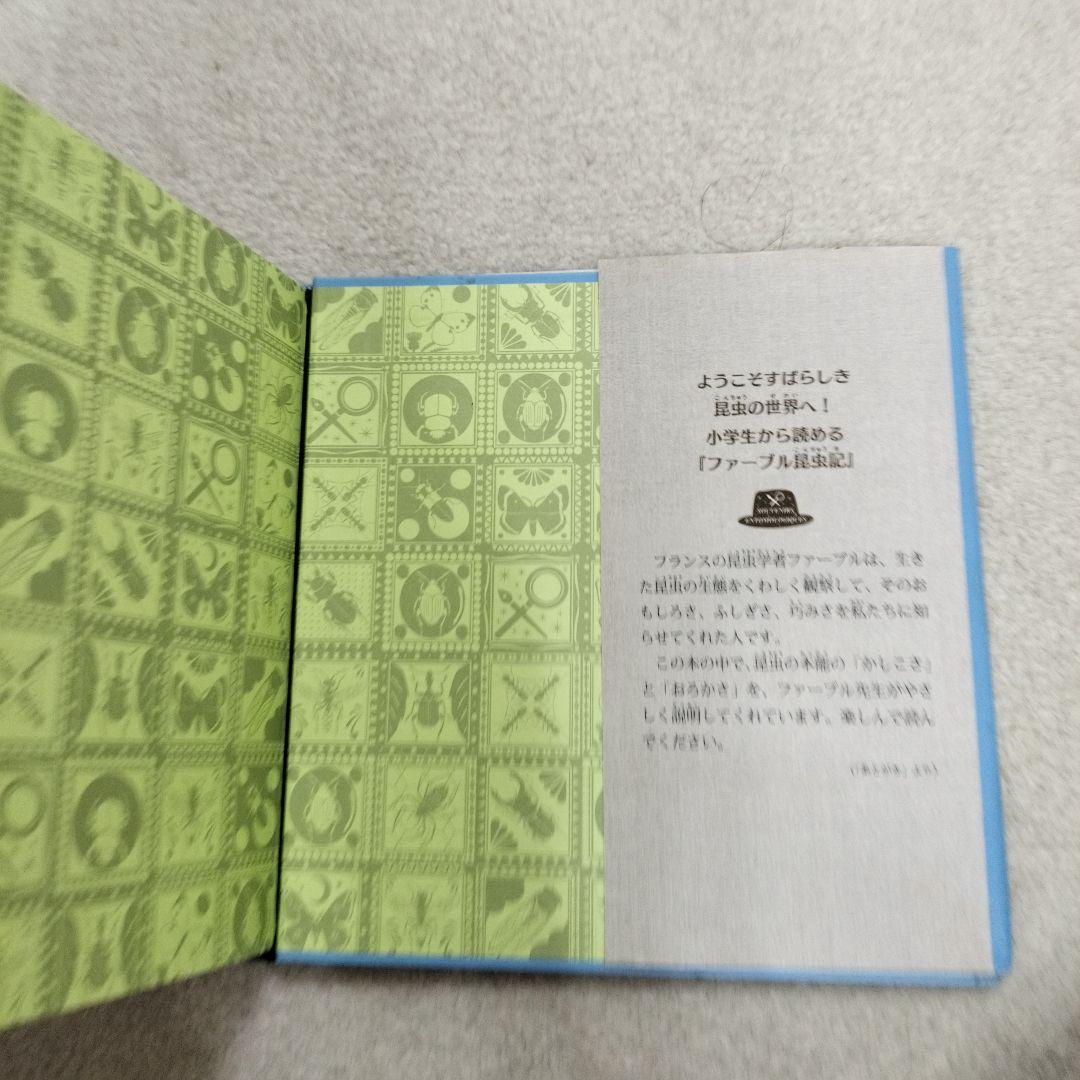 ようこそすばらしき
昆虫の世界へ！
小学生から読める
『ファーブル昆虫記』
SOUVENIRS
ENTOMOLOGIQUES
フランスの昆虫学者ファーブルは、生き
た昆虫の生態をくわしく観察して、そのお
もしろさ、ふしぎさ、巧みさを私たちに知
らせてくれた人です。
この本の中で、昆虫の本能の「かしこさ」
と「おろかさ」を、ファーブル先生がやさ
しく説明してくれています。楽しんで読ん
でください。
（「あとがき」より）